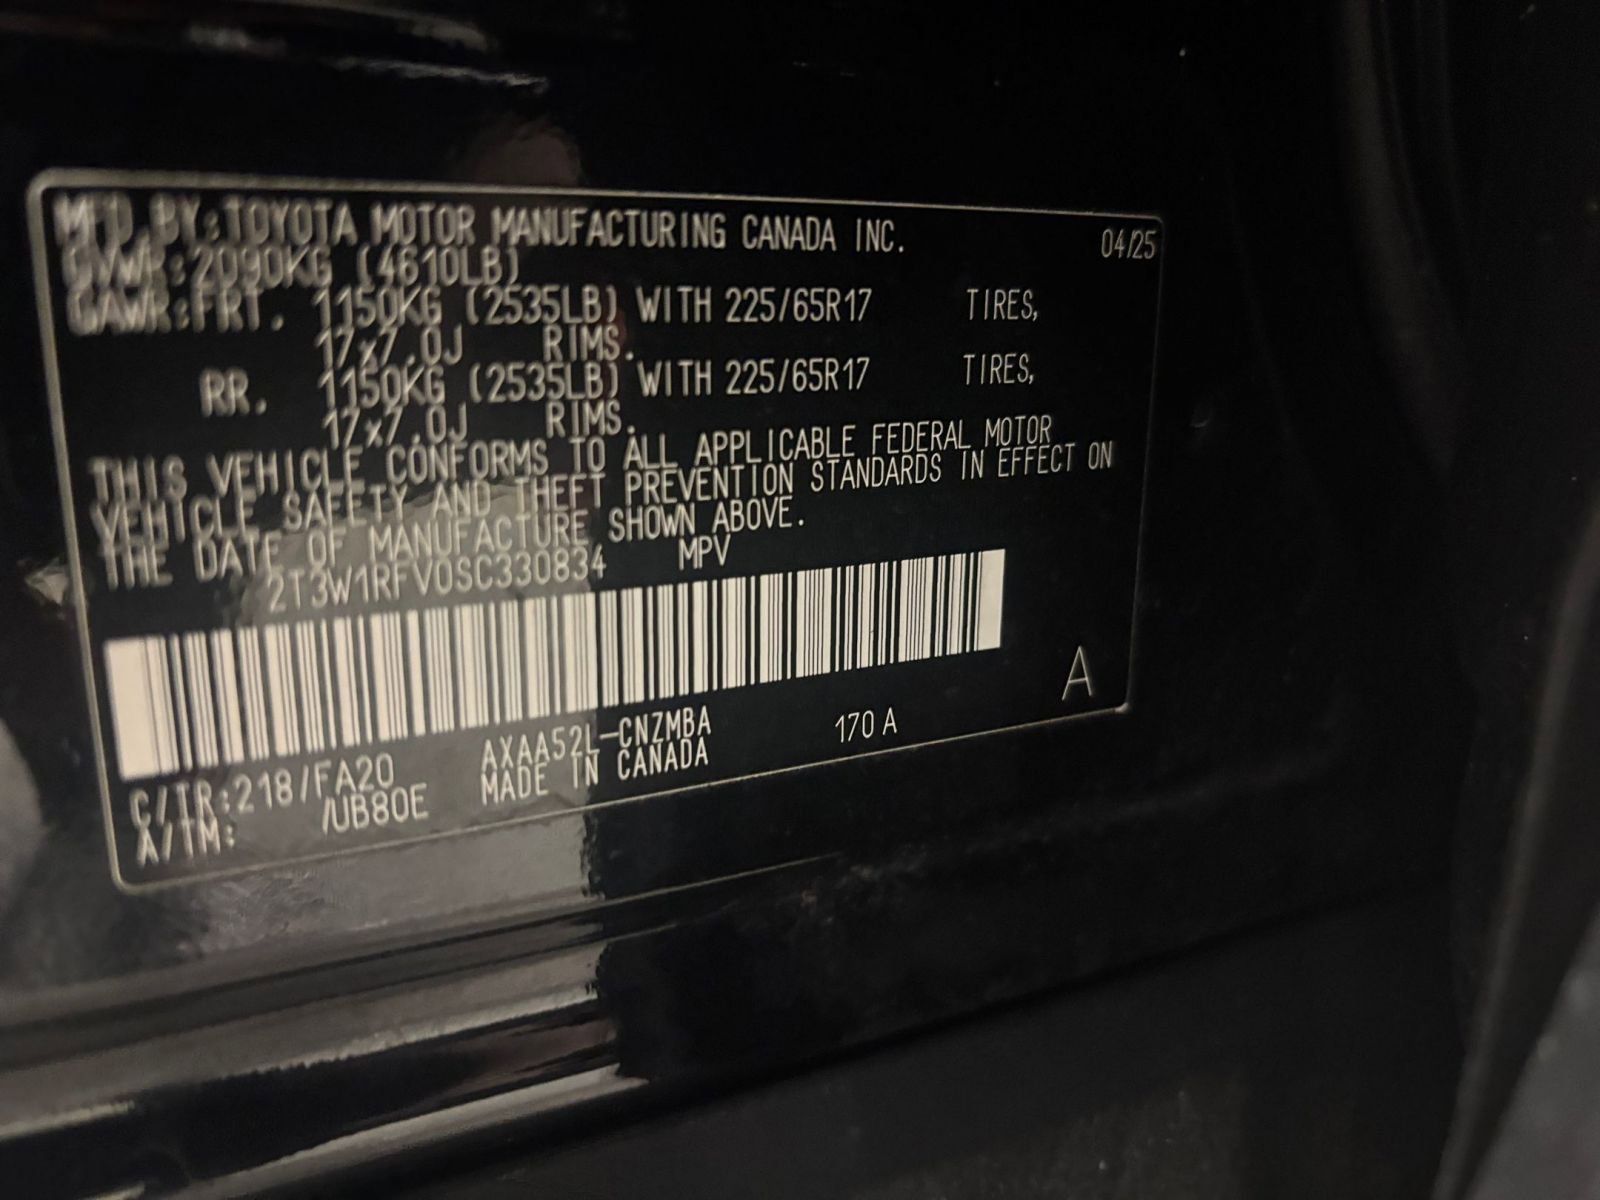 MFD BY:TOYOTA MOTOR MANUFACTURING CANADA INC. 04/25
GVWR:2090KG (4610LB)
GAWR:FRT. 1150KG (2535LB) WITH 225/65R17 TIRES,
17x7.0J RIMS.
RR. 1150KG (2535LB) WITH 225/65R17 TIRES,
17x7.0J RIMS.
THIS VEHICLE CONFORMS TO ALL APPLICABLE FEDERAL MOTOR
VEHICLE SAFETY AND THEFT PREVENTION STANDARDS IN EFFECT ON
THE DATE OF MANUFACTURE SHOWN ABOVE.
2T3W1RFV0SC330834 MPV
A
C/TR:218/FA20 AXAA52L-CNZMBA 170 A
A/TM: /UB80E MADE IN CANADA